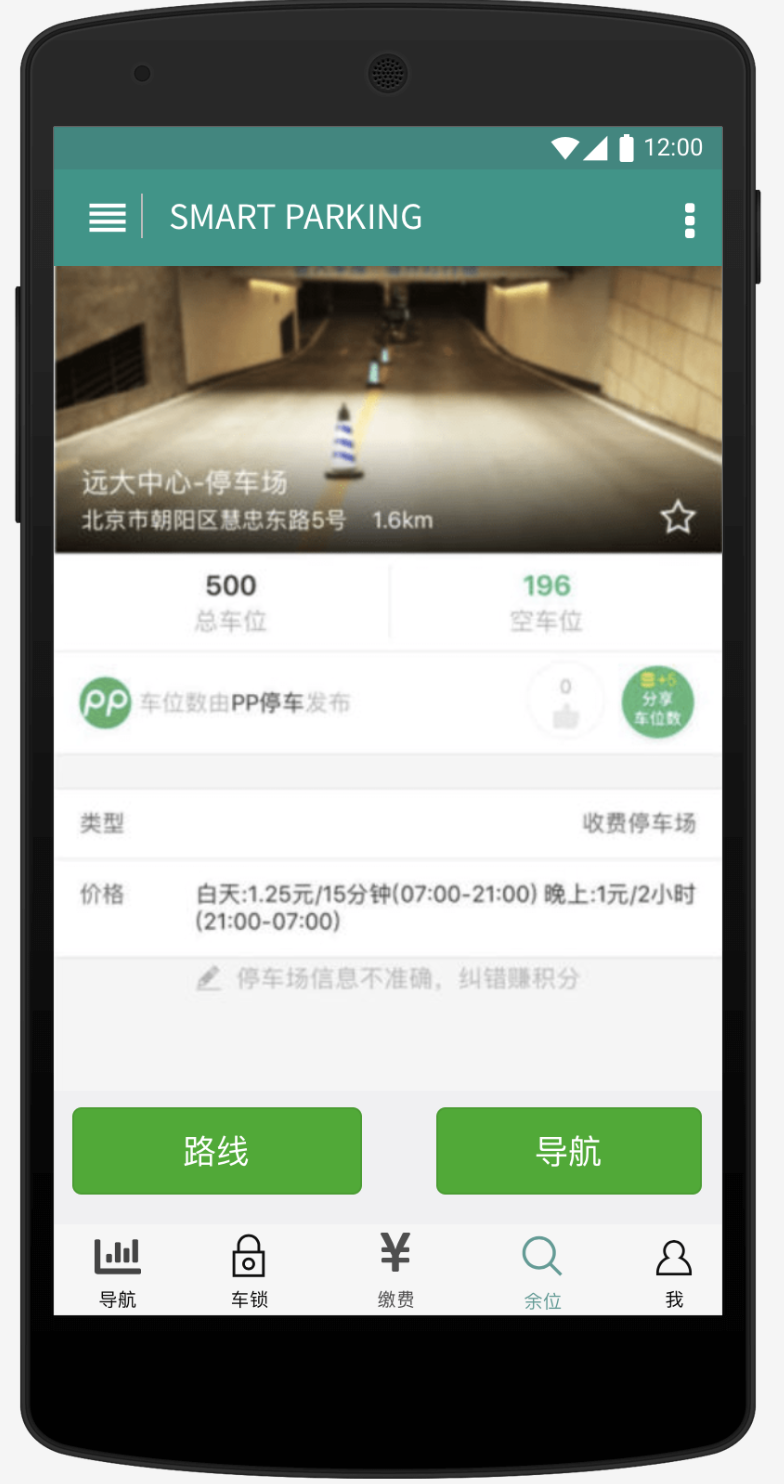 12:00
SMART PARKING
远大中心-停车场
北京市朝阳区慧忠东路5号 1.6km
500
总车位
196
空车位
pp 车位数由PP停车发布
0
+5
分享
车位数
类型
收费停车场
价格
白天:1.25元/15分钟(07:00-21:00) 晚上:1元/2小时
(21:00-07:00)
停车场信息不准确，纠错赚积分
路线
导航
导航
车锁
¥
缴费
余位
我